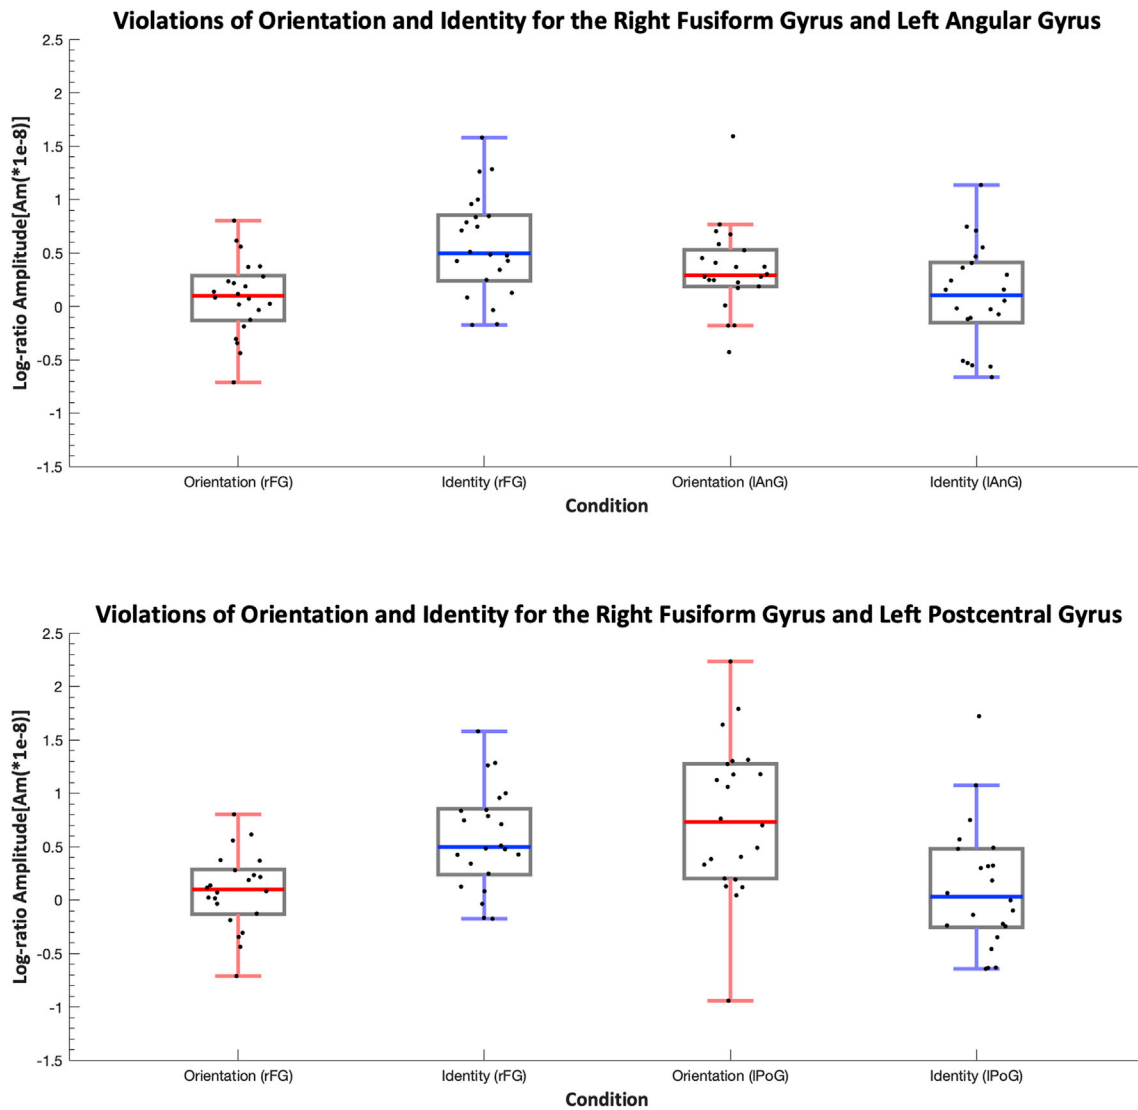 Violations of Orientation and Identity for the Right Fusiform Gyrus and Left Angular Gyrus
2.5
2
1.5
1
0.5
0
-0.5
-1
-1.5
Log-ratio Amplitude[Am(*1e-8)]
Orientation (rFG) Identity (rFG) Orientation (lAnG) Identity (lAnG)
Condition
Violations of Orientation and Identity for the Right Fusiform Gyrus and Left Postcentral Gyrus
2.5
2
1.5
1
0.5
0
-0.5
-1
-1.5
Log-ratio Amplitude[Am(*1e-8)]
Orientation (rFG) Identity (rFG) Orientation (lPoG) Identity (lPoG)
Condition